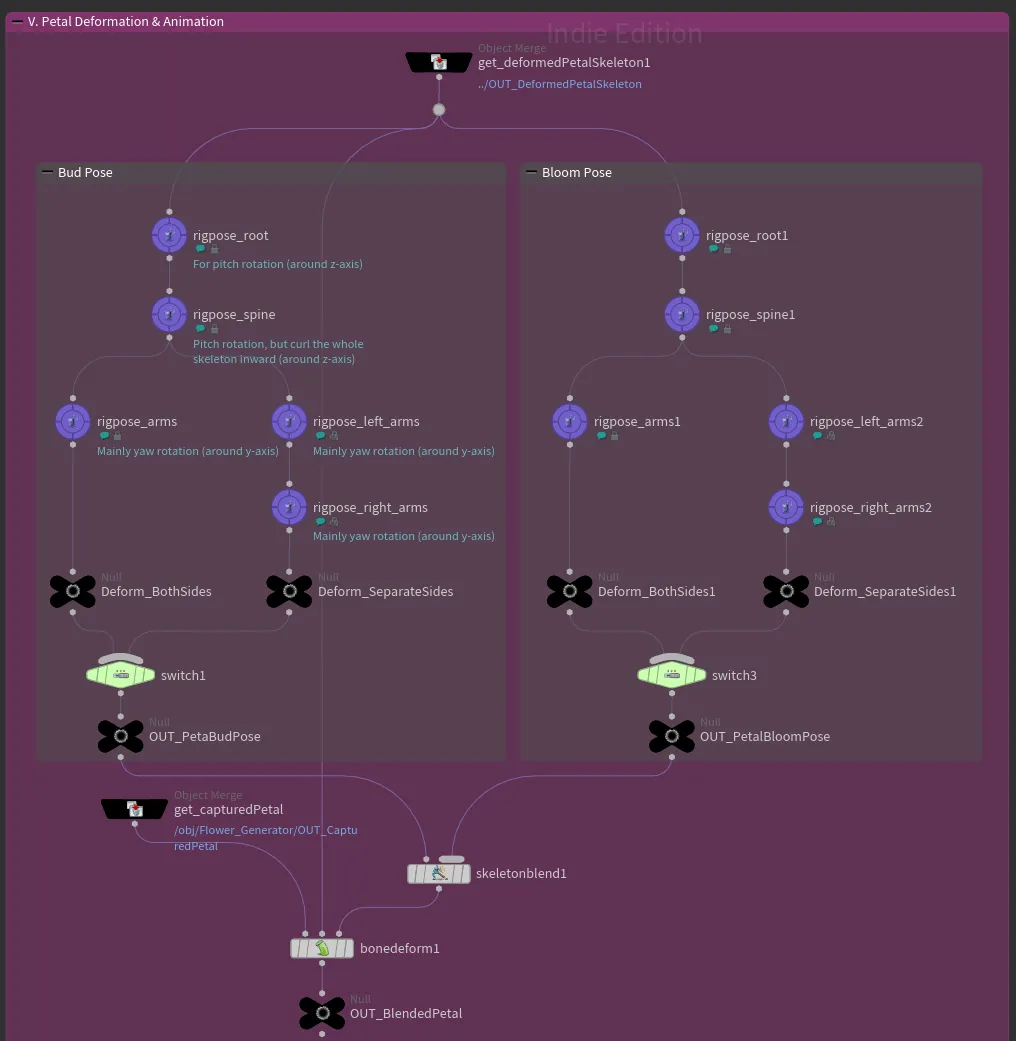 V. Petal Deformation & Animation
Indie Edition
Object Merge
get_deformedPetalSkeleton1
../OUT_DeformedPetalSkeleton
Bud Pose
Bloom Pose
rigpose_root
For pitch rotation (around z-axis)
rigpose_root1
rigpose_spine
Pitch rotation, but curl the whole
skeleton inward (around z-axis)
rigpose_spine1
rigpose_arms
Mainly yaw rotation (around y-axis)
rigpose_left_arms
Mainly yaw rotation (around y-axis)
rigpose_arms1
rigpose_left_arms2
rigpose_right_arms
Mainly yaw rotation (around y-axis)
rigpose_right_arms2
Null
Deform_BothSides
Null
Deform_SeparateSides
Null
Deform_BothSides1
Null
Deform_SeparateSides1
switch1
switch3
Null
OUT_PetaBudPose
Null
OUT_PetalBloomPose
Object Merge
get_capturedPetal
/obj/Flower_Generator/OUT_Captu
redPetal
skeletonblend1
bonedeform1
Null
OUT_BlendedPetal